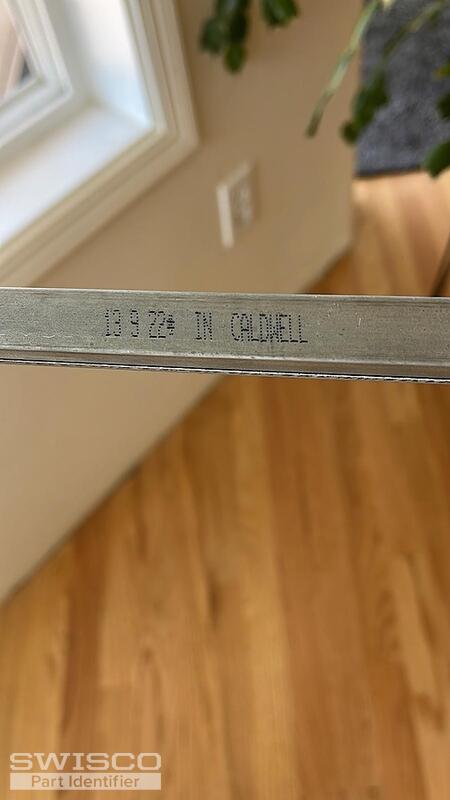 13 9 22# IN CALDWELL
SWISCO
Part Identifier